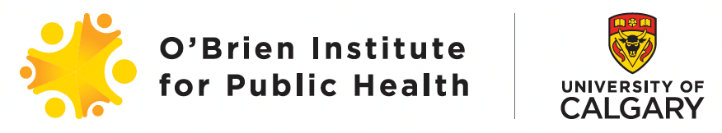 O’Brien Institute
for Public Health
UNIVERSITY OF
CALGARY